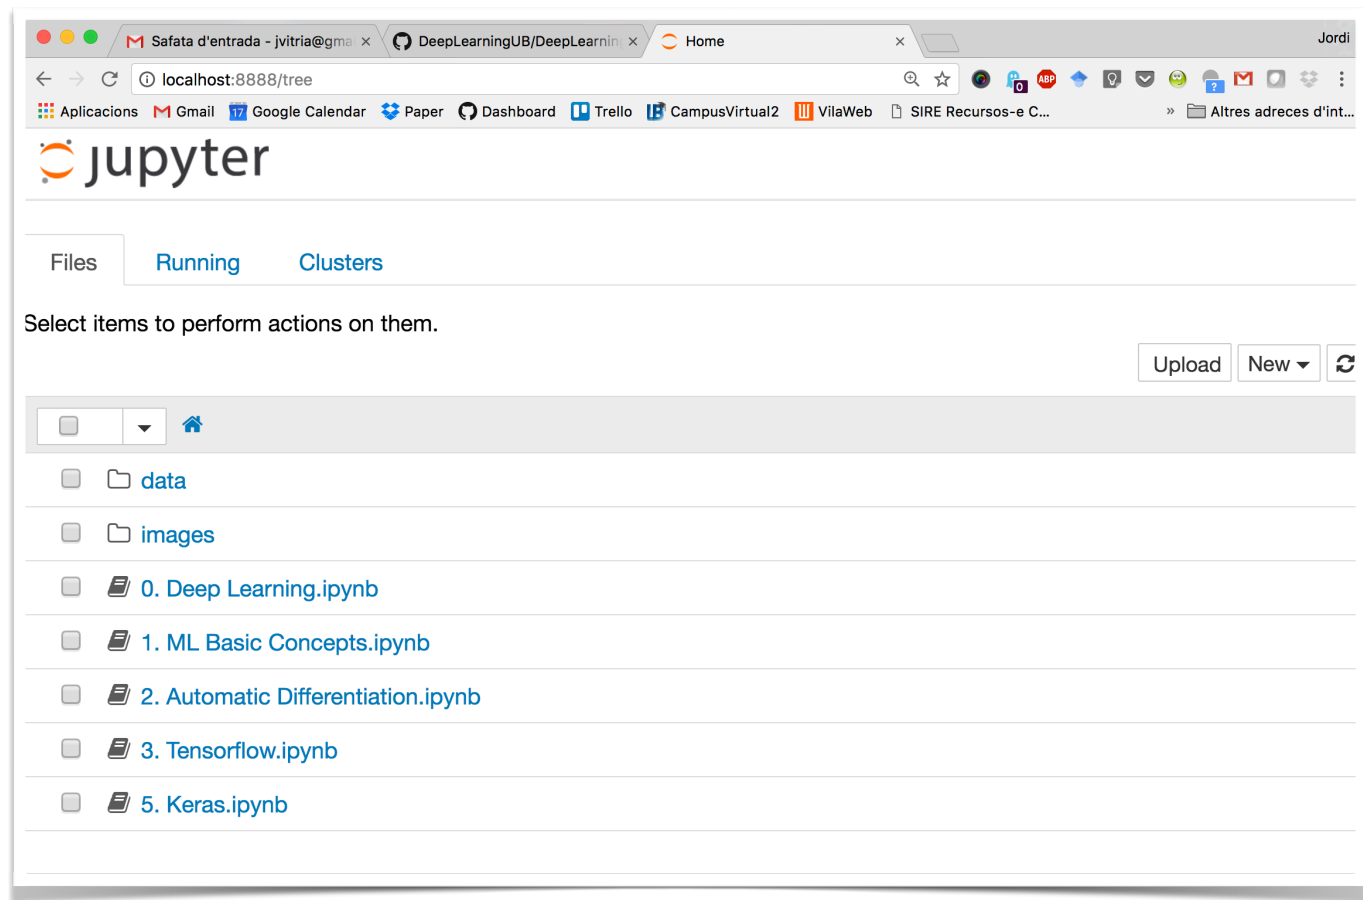 Safata d'entrada - jvitria@gma × DeepLearningUB/DeepLearnin × Home × Jordi
localhost:8888/tree
Aplicacions Gmail 17 Google Calendar Paper Dashboard Trello CampusVirtual2 VilaWeb SIRE Recursos-e C... » Altres adreces d'int...
jupyter
Files Running Clusters
Select items to perform actions on them.
Upload New
data
images
0. Deep Learning.ipynb
1. ML Basic Concepts.ipynb
2. Automatic Differentiation.ipynb
3. Tensorflow.ipynb
5. Keras.ipynb